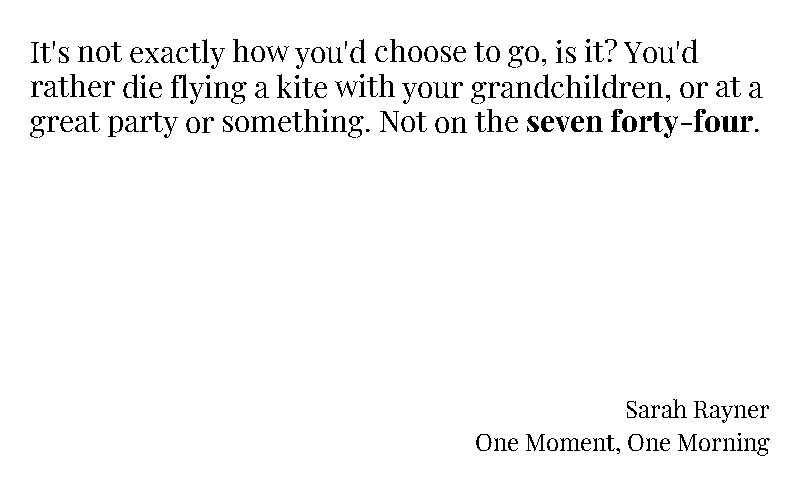 It's not exactly how you'd choose to go, is it? You'd
rather die flying a kite with your grandchildren, or at a
great party or something. Not on the seven forty-four.
Sarah Rayner
One Moment, One Morning